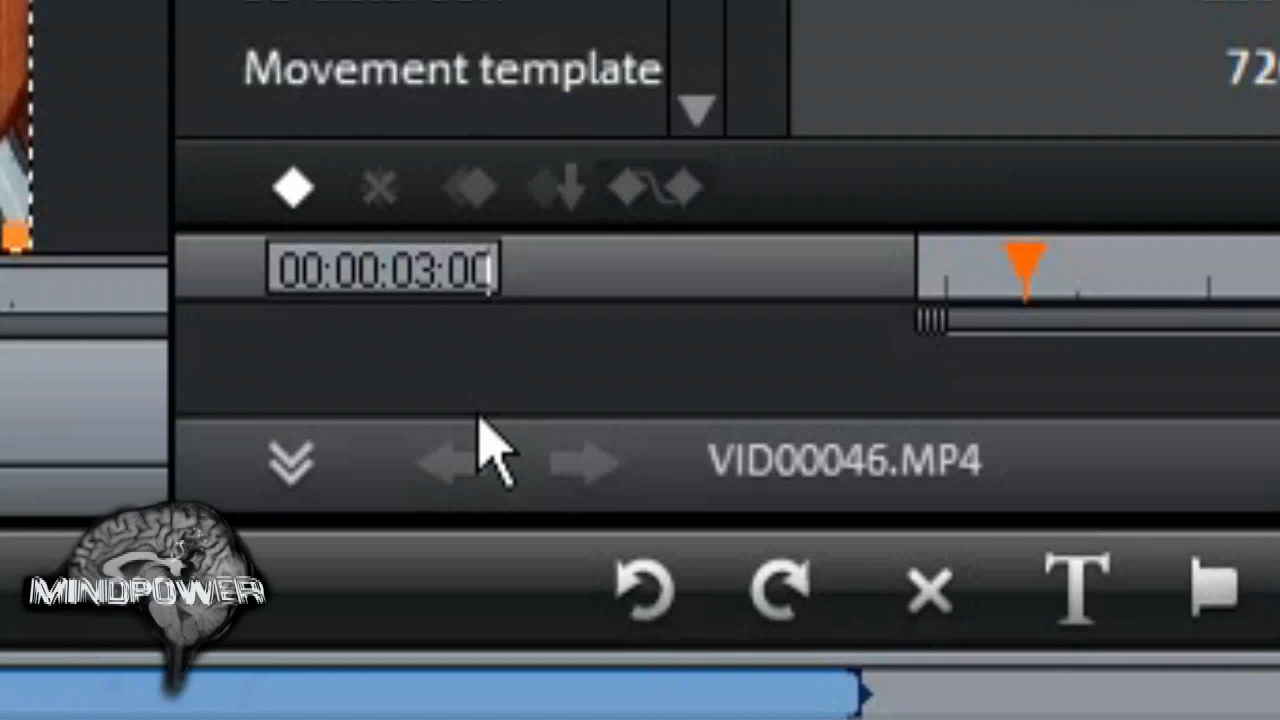 Movement template
72
00:00:03:00
VID00046.MP4
T
MINDPOWER